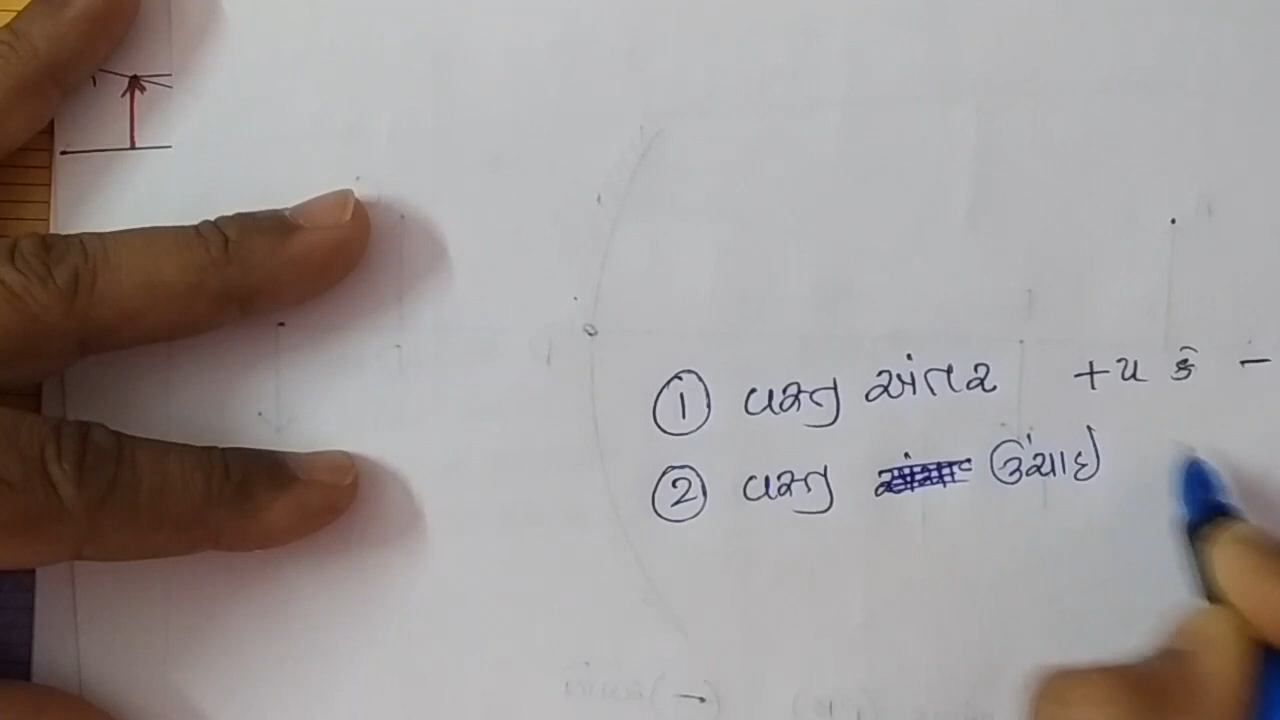 ① વસ્તુ અંતર +ય કે -
② વસ્તુ ઉંચાઇ